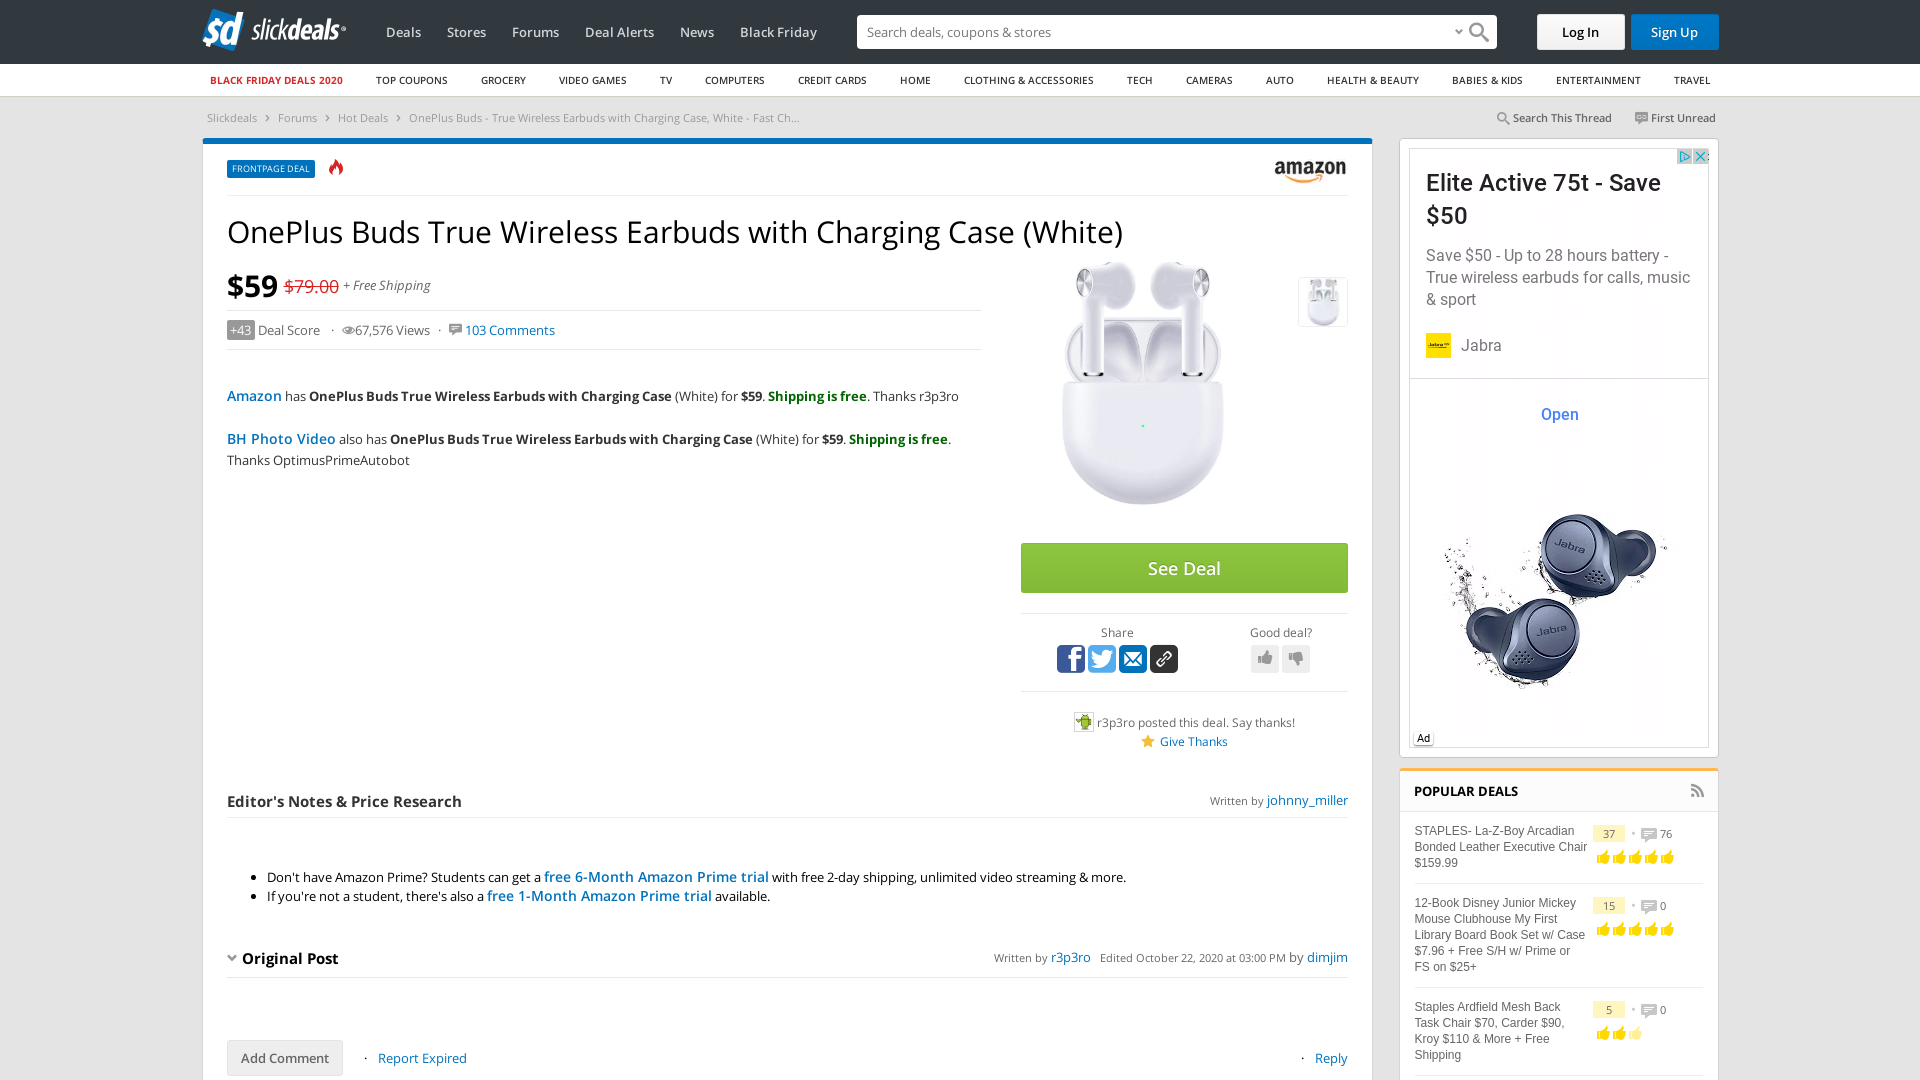 sd slickdeals
Deals Stores Forums Deal Alerts News Black Friday
Search deals, coupons & shops
Log In Sign Up
BLACK FRIDAY DEALS 2020 TOP COUPONS GROCERY VIDEO GAMES TV COMPUTERS CREDIT CARDS HOME CLOTHING & ACCESSORIES TECH CAMERAS AUTO HEALTH & BEAUTY BABIES & KIDS ENTERTAINMENT TRAVEL
Slickdeals > Forums > Hot Deals > OnePlus Buds - True Wireless Earbuds with Charging Case, White - Fast Ch...
Search This Thread First Unread
FRONTPAGE DEAL
amazon
OnePlus Buds True Wireless Earbuds with Charging Case (White)
$59 $79.00 + Free Shipping
+43 Deal Score · 67,576 Views · 103 Comments
Amazon has OnePlus Buds True Wireless Earbuds with Charging Case (White) for $59. Shipping is free. Thanks r3p3ro
BH Photo Video also has OnePlus Buds True Wireless Earbuds with Charging Case (White) for $59. Shipping is free.
Thanks OptimusPrimeAutobot
See Deal
Share Good deal?
r3p3ro posted this deal. Say thanks!
Give Thanks
Editor's Notes & Price Research
Written by johnny_miller
• Don't have Amazon Prime? Students can get a free 6-Month Amazon Prime trial with free 2-day shipping, unlimited video streaming & more.
• If you're not a student, there's also a free 1-Month Amazon Prime trial available.
Original Post
Written by r3p3ro Edited October 22, 2020 at 03:00 PM by dimjim
Add Comment · Report Expired
· Reply
Elite Active 75t - Save
$50
Save $50 - Up to 28 hours battery -
True wireless earbuds for calls, music
& sport
Jabra
Open
Jabra
Jabra
Ad
POPULAR DEALS
STAPLES- La-Z-Boy Arcadian
Bonded Leather Executive Chair
$159.99
37 • 76
12-Book Disney Junior Mickey
Mouse Clubhouse My First
Library Board Book Set w/ Case
$7.96 + Free S/H w/ Prime or
FS on $25+
15 • 0
Staples Ardfield Mesh Back
Task Chair $70, Carder $90,
Kroy $110 & More + Free
Shipping
5 • 0